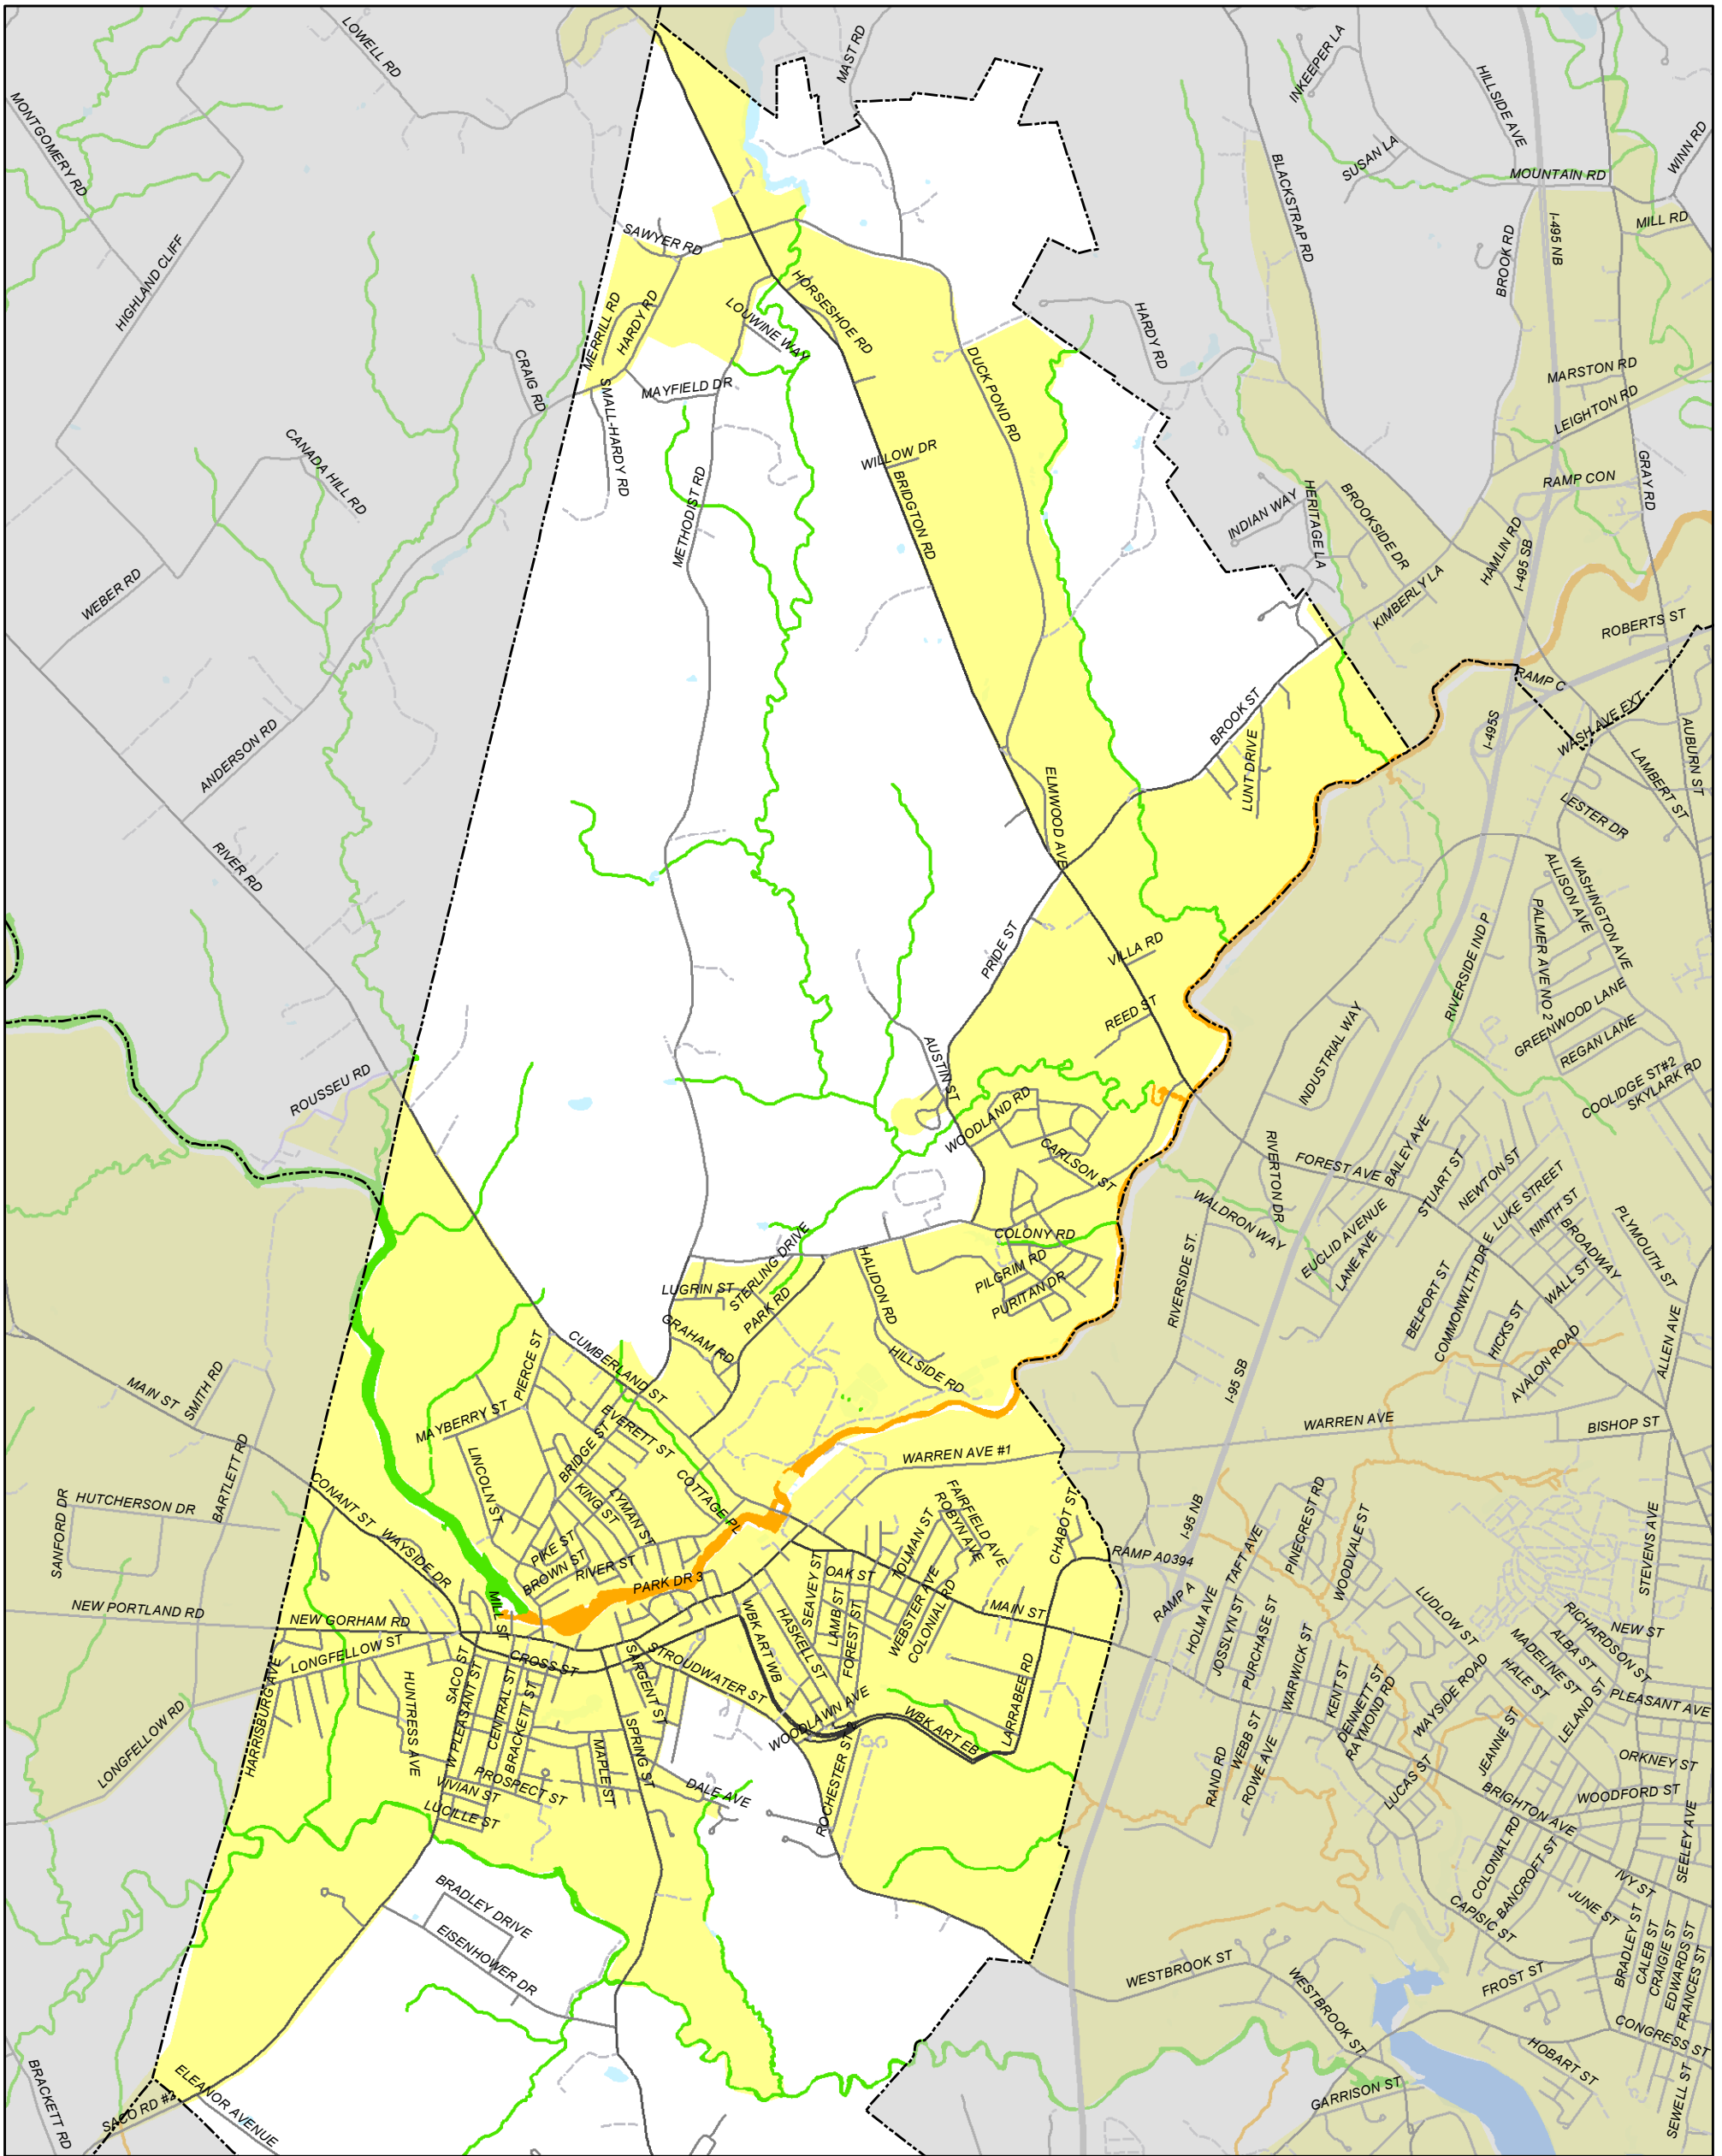 LOWELL RD
MAST RD
INKEEPER LA
HILLSIDE AVE
MONTGOMERY RD
SUSAN LA
WINN RD
BLACKSTRAP RD
MOUNTAIN RD
MILL RD
HIGHLAND CLIFF
SAWYER RD
BROOK RD
I-495 NB
MERRILL RD
HARDY RD
LOUWINE WAY
HORSESHOE RD
HARDY RD
CRAIG RD
DUCK POND RD
MARSTON RD
SMALL-HARDY RD
MAYFIELD DR
LEIGHTON RD
CANADA HILL RD
WILLOW DR
BRIDGTON RD
METHODIST RD
GRAY RD
RAMP CON
INDIAN WAY
HERITAGE LA
BROOKSIDE DR
HAMLIN RD
I-495 SB
WEBER RD
KIMBERLY LA
ROBERTS ST
RAMP C
BROOK ST
I-495S
WASH AVE EXT
AUBURN ST
ANDERSON RD
LUNT DRIVE
LAMBERT ST
ELMWOOD AVE
LESTER DR
RIVER RD
ALLISON AVE
WASHINGTON AVE
PALMER AVE NO 2
PRIDE ST
VILLA RD
RIVERSIDE IND P
REED ST
GREENWOOD LANE
REGAN LANE
INDUSTRIAL WAY
AUSTIN ST
COOLIDGE ST#2
SKYLARK RD
ROUSSEU RD
WOODLAND RD
CARLSON ST
FOREST AVE
RIVERTON DR
BAILEY AVE
STUART ST
NEWTON ST
LUKE STREET
NINTH ST
BROADWAY
PLYMOUTH ST
WALDRON WAY
EUCLID AVENUE
LANE AVE
COLONY RD
PILGRIM RD
PURITAN DR
HALIDON RD
STERLING DRIVE
LUGRIN ST
PARK RD
RIVERSIDE ST.
BELFORT ST
COMMONWLTH DR E
WALL ST
HICKS ST
GRAHAM RD
HILLSIDE RD
AVALON ROAD
ALLEN AVE
CUMBERLAND ST
PIERCE ST
SMITH RD
MAIN ST
I-95 SB
MAYBERRY ST
EVERETT ST
BRIDGE ST
WARREN AVE
BISHOP ST
WARREN AVE #1
BARTLETT RD
LINCOLN ST
COTTAGE PL
KING ST
LYMAN ST
SANFORD DR
HUTCHERSON DR
CONANT ST
WAYSIDE DR
FAIRFIELD AVE
ROBYN AVE
HOLMAN ST
CHABOT ST
I-95 NB
PINECREST RD
WOODVALE ST
STEVENS AVE
TAFT AVE
RAMP A0394
PIKE ST
BROWN ST
RIVER ST
PARK DR 3
SEAVEY ST
OAK ST
WEBSTER AVE
COLONIAL RD
RAMP A
NEW PORTLAND RD
NEW GORHAM RD
MILL ST
MAIN ST
HOLM AVE
JOSSLYN ST
PURCHASE ST
LUDLOW ST
RICHARDSON ST
NEW ST
ALBA ST
MADELINE ST
HALE ST
LAMB ST
FOREST ST
HASKELL ST
WBK ART WB
LONGFELLOW ST
CROSS ST
STROUDWATER ST
SARGENT ST
SACO ST
W PLEASANT ST
CENTRAL ST
BRACKETT ST
HUNTRESS AVE
HARRISBURG AVE
LONGFELLOW RD
WARWICK ST
KENT ST
DENNETT ST
RAYMOND RD
WAYSIDE ROAD
LELAND ST
PLEASANT AVE
JEANNE ST
WOODLAWN AVE
WBK ART EB
LARRABEE RD
WEBB ST
ROWE AVE
RAND RD
ORKNEY ST
SPRING ST
MAPLE ST
PROSPECT ST
VIVIAN ST
LUCILLE ST
DALE AVE
ROCHESTER ST
LUCAS ST
BRIGHTON AVE
WOODFORD ST
SEELEY AVE
COLONIAL RD
BANCROFT ST
IVY ST
JUNE ST
CAPISIC ST
BRADLEY DRIVE
EISENHOWER DR
WESTBROOK ST
WESTBROOK ST
FROST ST
BRADLEY ST
CALEB ST
CRAIGIE ST
EDWARDS ST
FRANCES ST
CONGRESS ST
HOBART ST
GARRISON ST
SEWELL ST
BRACKETT RD
ELEANOR AVENUE
SACO RD #2